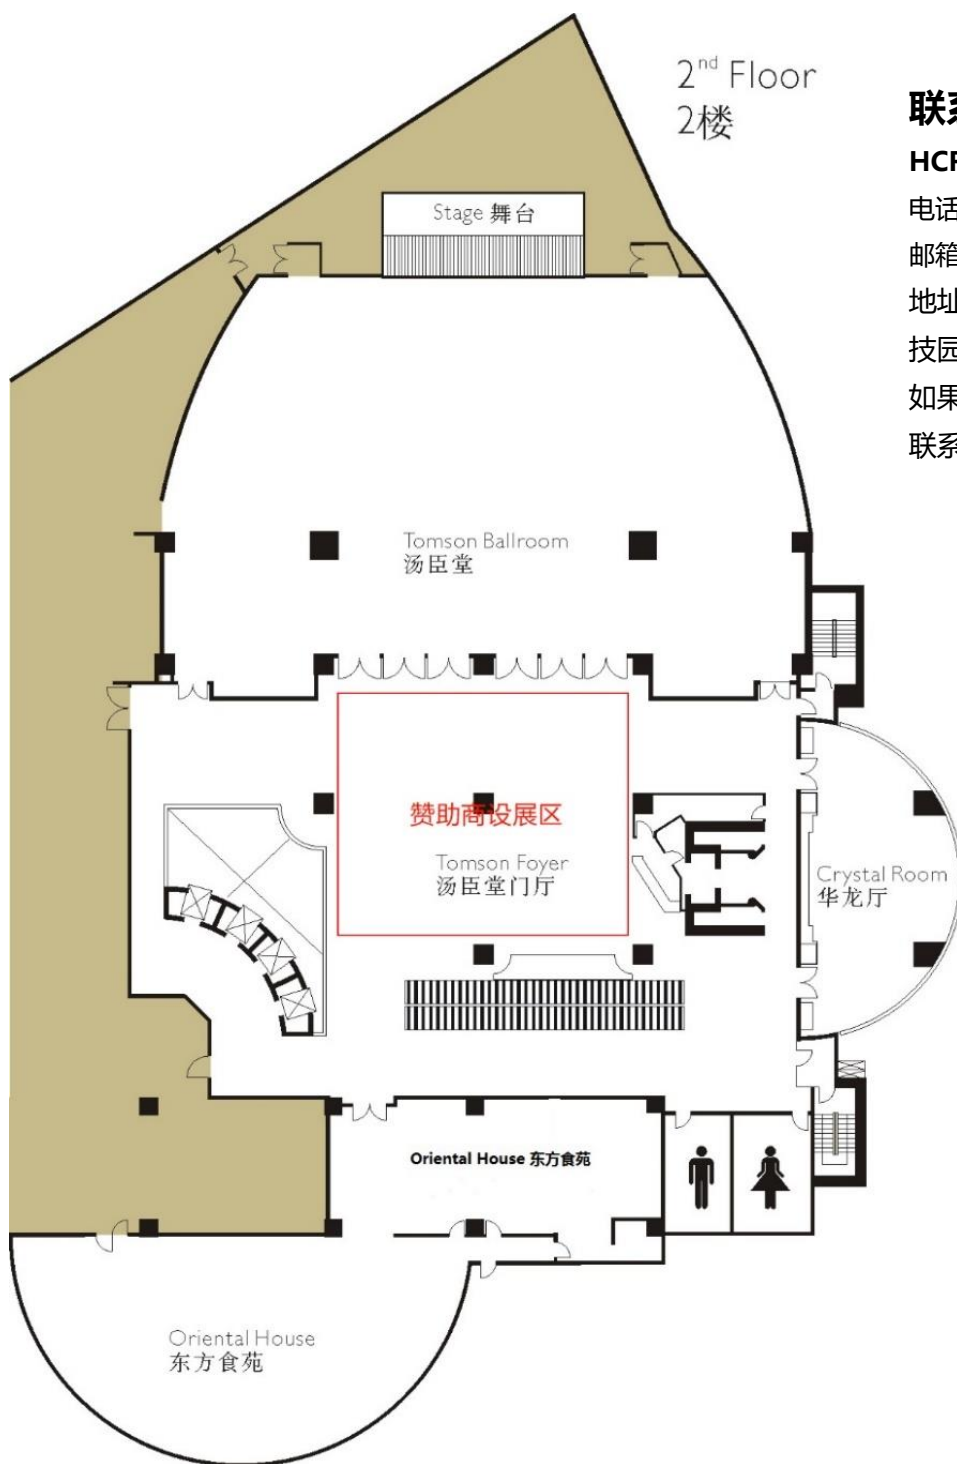 2nd Floor
2楼
联系
电话
邮箱
地址
技园
如果
联系
Stage 舞台
Tomson Ballroom
汤臣堂
赞助商设展区
Tomson Foyer
汤臣堂门厅
Crystal Room
华龙厅
Oriental House 东方食苑
Oriental House
东方食苑